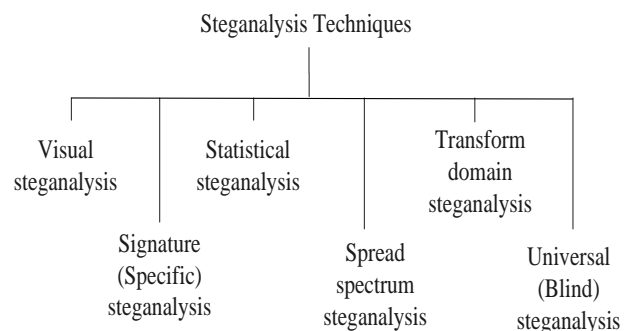 Steganalysis Techniques
Visual
steganalysis
Signature
(Specific)
steganalysis
Statistical
steganalysis
Spread
spectrum
steganalysis
Transform
domain
steganalysis
Universal
(Blind)
steganalysis